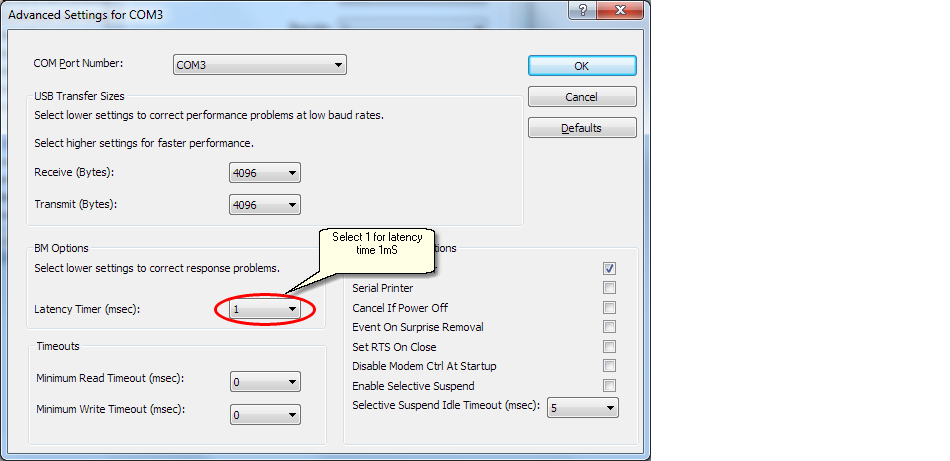 Advanced Settings for COM3
COM Port Number:
COM3
OK
Cancel
Defaults
USB Transfer Sizes
Select lower settings to correct performance problems at low baud rates.
Select higher settings for faster performance.
Receive (Bytes):
4096
Transmit (Bytes):
4096
BM Options
Select lower settings to correct response problems.
Latency Timer (msec):
1
Select 1 for latency
time 1mS
Timeouts
Minimum Read Timeout (msec):
0
Minimum Write Timeout (msec):
0
Serial Printer
Cancel If Power Off
Event On Surprise Removal
Set RTS On Close
Disable Modem Ctrl At Startup
Enable Selective Suspend
Selective Suspend Idle Timeout (msec):
5